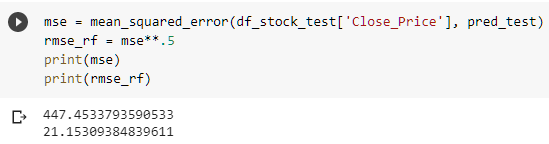 mse = mean_squared_error(df_stock_test['Close_Price'], pred_test)
rmse_rf = mse**.5
print(mse)
print(rmse_rf)
447.4533793590533
21.15309384839611